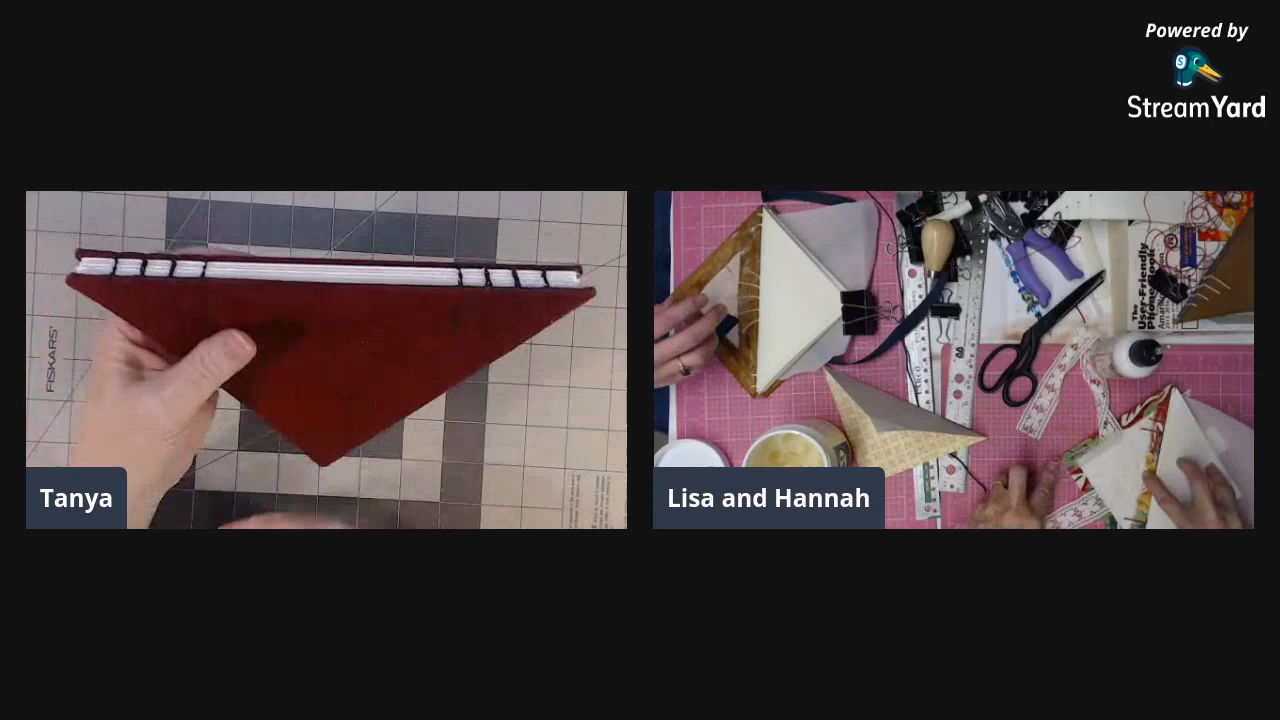 Powered by
StreamYard
FISKARS
The
User-Friendly
Phone Book
Tanya
Lisa and Hannah